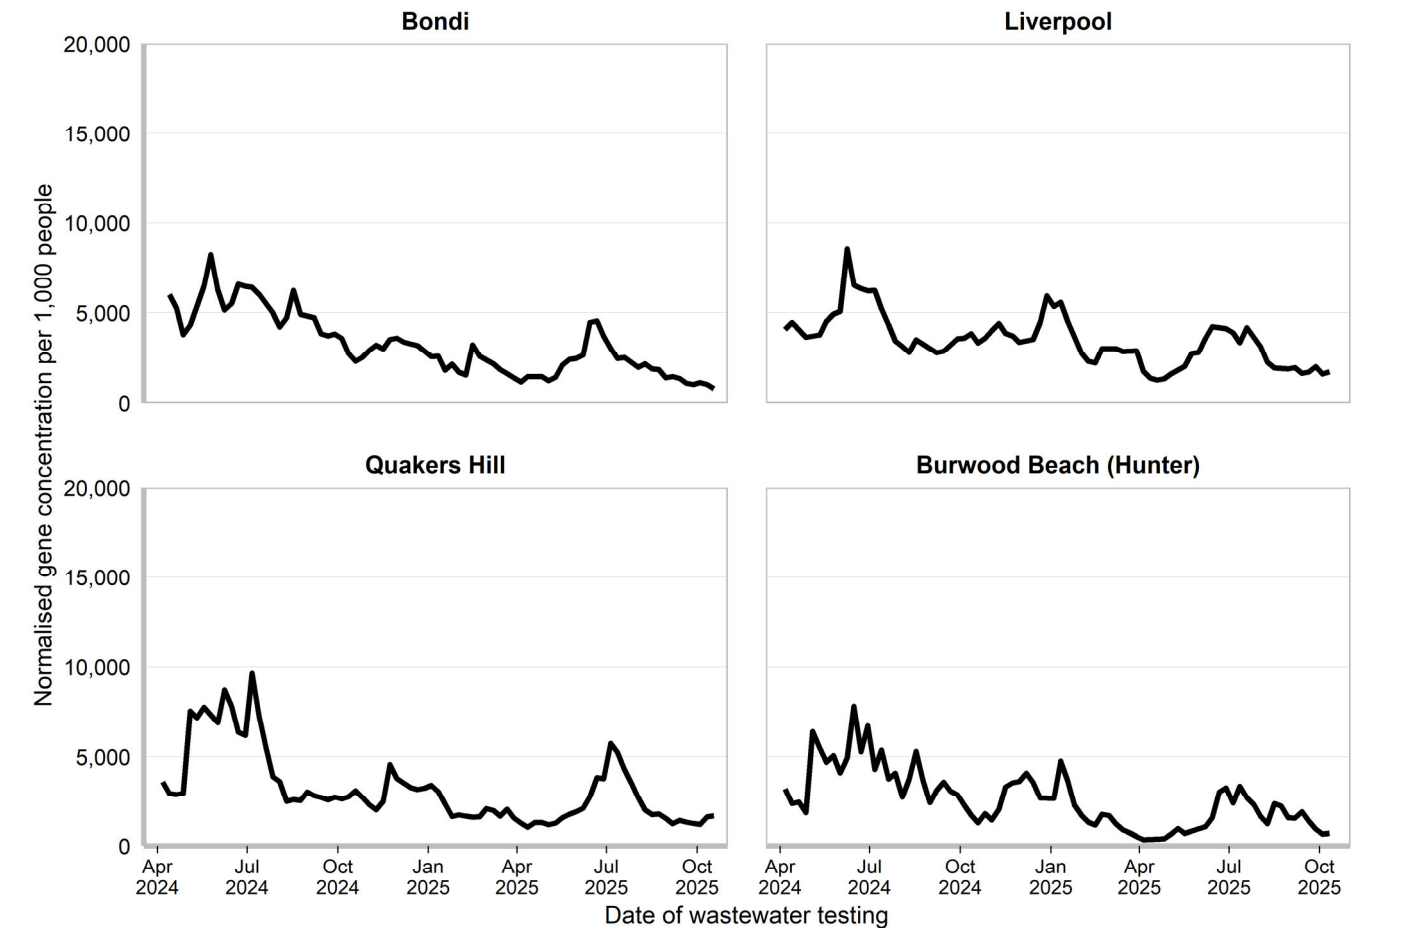 Bondi
Liverpool
20,000
15,000
10,000
5,000
0
Normalised gene concentration per 1,000 people
Quakers Hill
Burwood Beach (Hunter)
20,000
15,000
10,000
5,000
0
Apr Jul Oct Jan Apr Jul Oct Apr Jul Oct Jan Apr Jul Oct
2024 2024 2024 2025 2025 2025 2025 2024 2024 2024 2025 2025 2025 2025
Date of wastewater testing